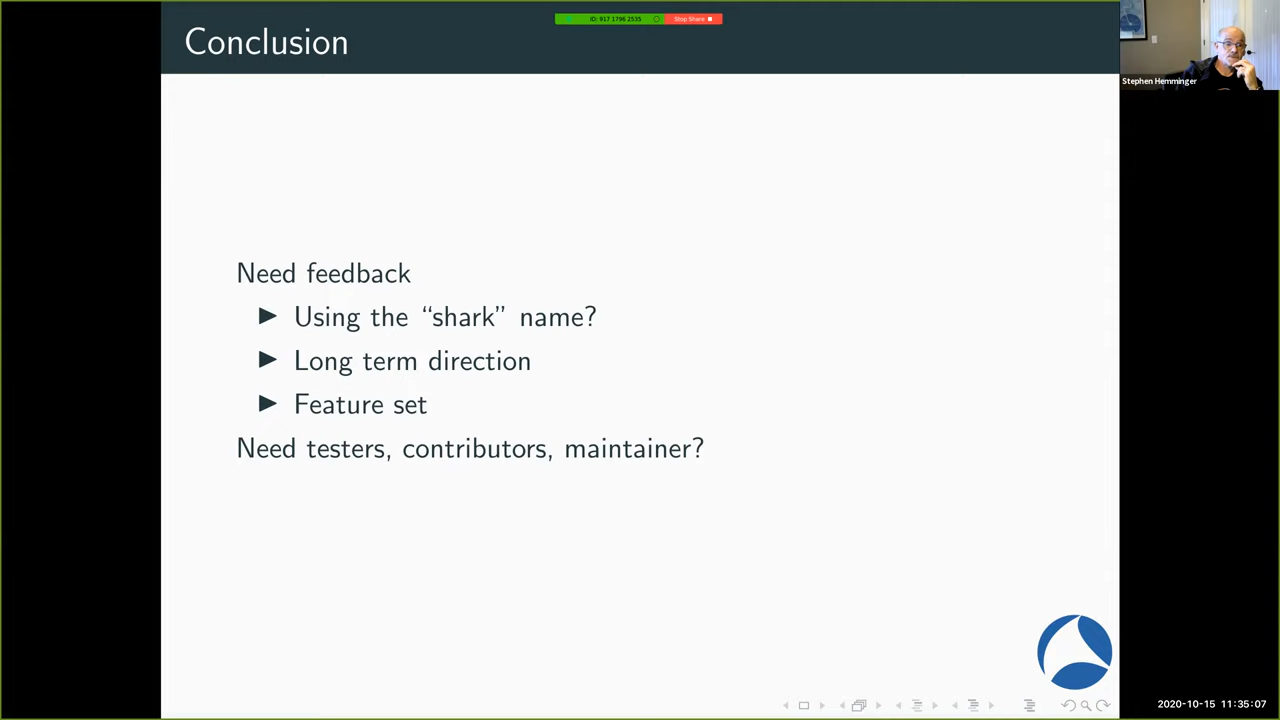 Conclusion
ID: 917 1796 2535
Stop Share
Stephen Hemminger
Need feedback
▶ Using the “shark” name?
▶ Long term direction
▶ Feature set
Need testers, contributors, maintainer?
2020-10-15 11:35:07